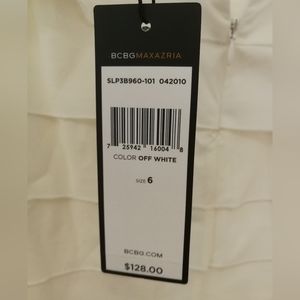 BCBGMAXAZRIA
SLP3B960-101 042010
7 25942 16004 8
COLOR OFF WHITE
SIZE 6
BCBG.COM
$128.00